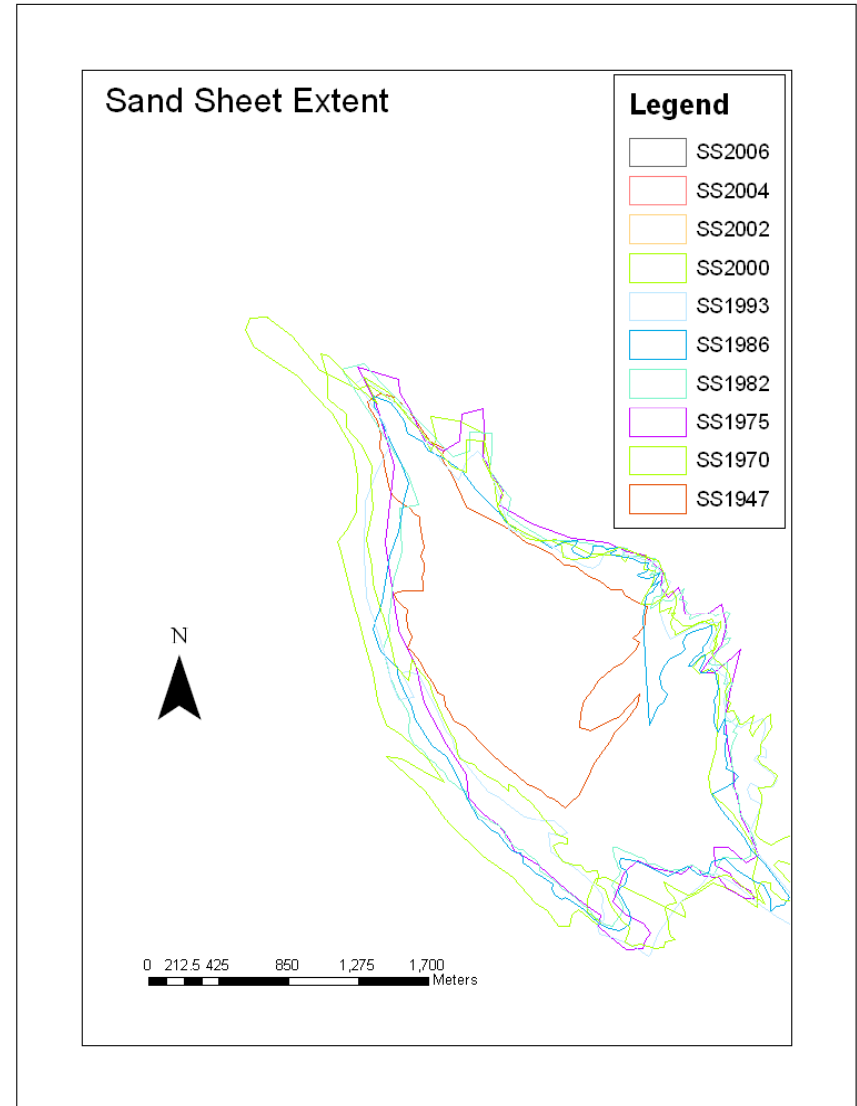 Sand Sheet Extent
Legend
SS2006
SS2004
SS2002
SS2000
SS1993
SS1986
SS1982
SS1975
SS1970
SS1947
N
0 212.5 425 850 1,275 1,700
Meters